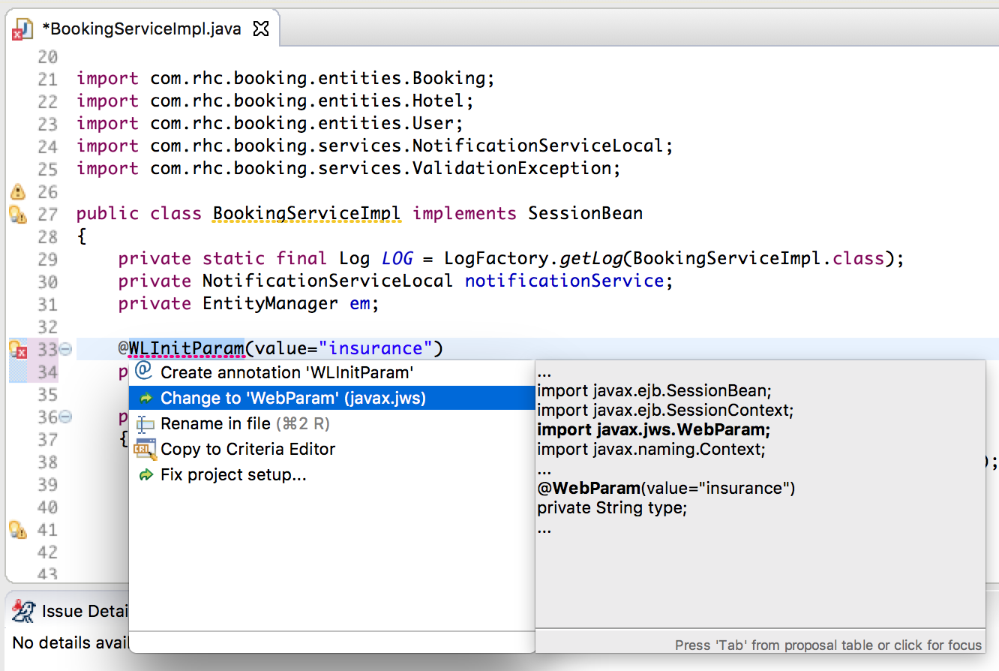 *BookingServiceImpl.java
20
21 import com.rhc.booking.entities.Booking;
22 import com.rhc.booking.entities.Hotel;
23 import com.rhc.booking.entities.User;
24 import com.rhc.booking.services.NotificationServiceLocal;
25 import com.rhc.booking.services.ValidationException;
26
27 public class BookingServiceImpl implements SessionBean
28 {
29 private static final Log LOG = LogFactory.getLog(BookingServiceImpl.class);
30 private NotificationServiceLocal notificationService;
31 private EntityManager em;
32
33 @WLInitParam(value="insurance")
34 p
35
36 p
37 {
38 );
39
40
41
42
43
@ Create annotation 'WLInitParam'
Change to 'WebParam' (javax.jws)
Rename in file (⌘2 R)
Copy to Criteria Editor
Fix project setup...
...
import javax.ejb.SessionBean;
import javax.ejb.SessionContext;
import javax.jws.WebParam;
import javax.naming.Context;
...
@WebParam(value="insurance")
private String type;
...
Press 'Tab' from proposal table or click for focus
Issue Detai
No details avail